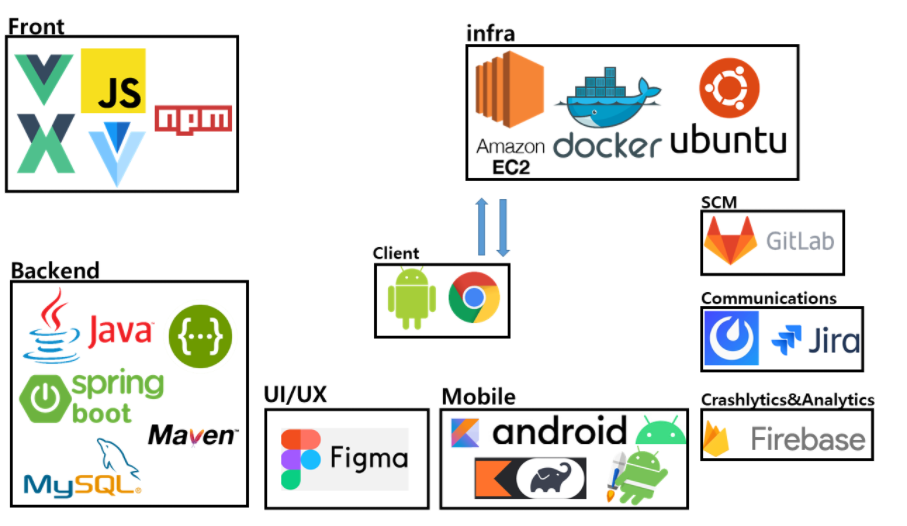 Front
JS
npm
infra
Amazon
EC2
docker
ubuntu
SCM
GitLab
Client
Communications
Jira
Backend
Java
{···}
spring
boot
Maven™
MySQL®
UI/UX
Figma
Mobile
android
Crashlytics&Analytics
Firebase